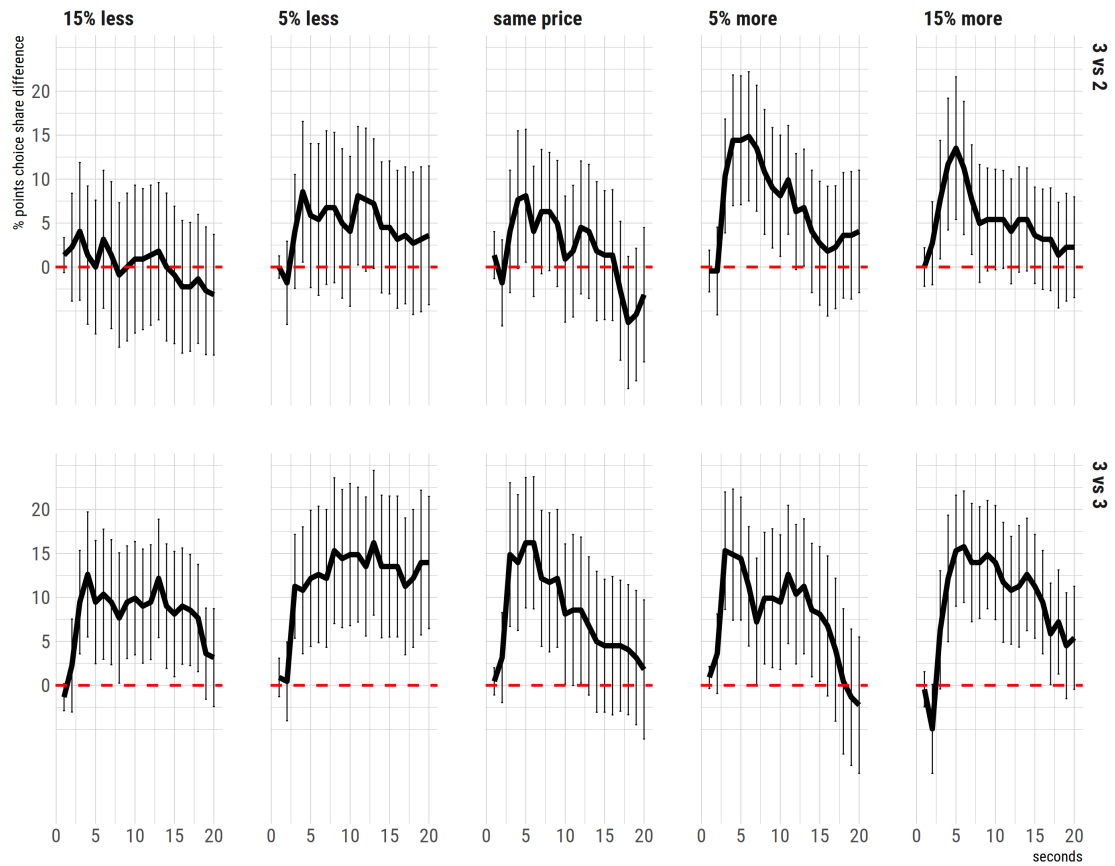 15% less 5% less same price 5% more 15% more
% points choice share difference
3 vs 2
20
15
10
5
0
3 vs 3
20
15
10
5
0
0 5 10 15 20 0 5 10 15 20 0 5 10 15 20 0 5 10 15 20 0 5 10 15 20
seconds